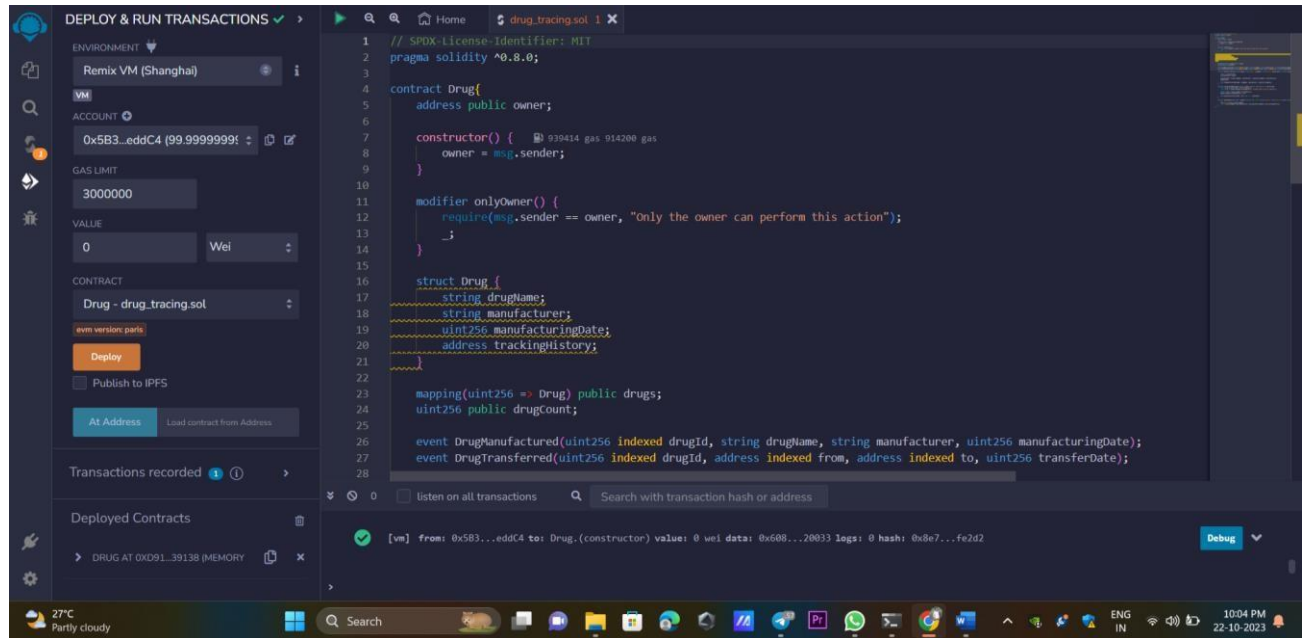 DEPLOY & RUN TRANSACTIONS
ENVIRONMENT
Remix VM (Shanghai)
VM
ACCOUNT
0x5B3...eddC4 (99.99999999
GAS LIMIT
3000000
VALUE
0 Wei
CONTRACT
Drug - drug_tracing.sol
evm version: paris
Deploy
Publish to IPFS
At Address Load contract from Address
Transactions recorded 1
Deployed Contracts
DRUG AT 0XD91...39138 (MEMORY
Home drug_tracing.sol 1
1 // SPDX-License-Identifier: MIT
2 pragma solidity ^0.8.0;
3
4 contract Drug{
5 address public owner;
6
7 constructor() { 939414 gas 914200 gas
8 owner = msg.sender;
9 }
10
11 modifier onlyOwner() {
12 require(msg.sender == owner, "Only the owner can perform this action");
13 _;
14 }
15
16 struct Drug {
17 string drugName;
18 string manufacturer;
19 uint256 manufacturingDate;
20 address trackingHistory;
21 }
22
23 mapping(uint256 => Drug) public drugs;
24 uint256 public drugCount;
25
26 event DrugManufactured(uint256 indexed drugId, string drugName, string manufacturer, uint256 manufacturingDate);
27 event DrugTransferred(uint256 indexed drugId, address indexed from, address indexed to, uint256 transferDate);
28
0 listen on all transactions Search with transaction hash or address
[vm] from: 0x5B3...eddC4 to: Drug.(constructor) value: 0 wei data: 0x608...20033 logs: 0 hash: 0x8e7...fe2d2 Debug
>
27°C
Partly cloudy
Search
ENG
IN
10:04 PM
22-10-2023